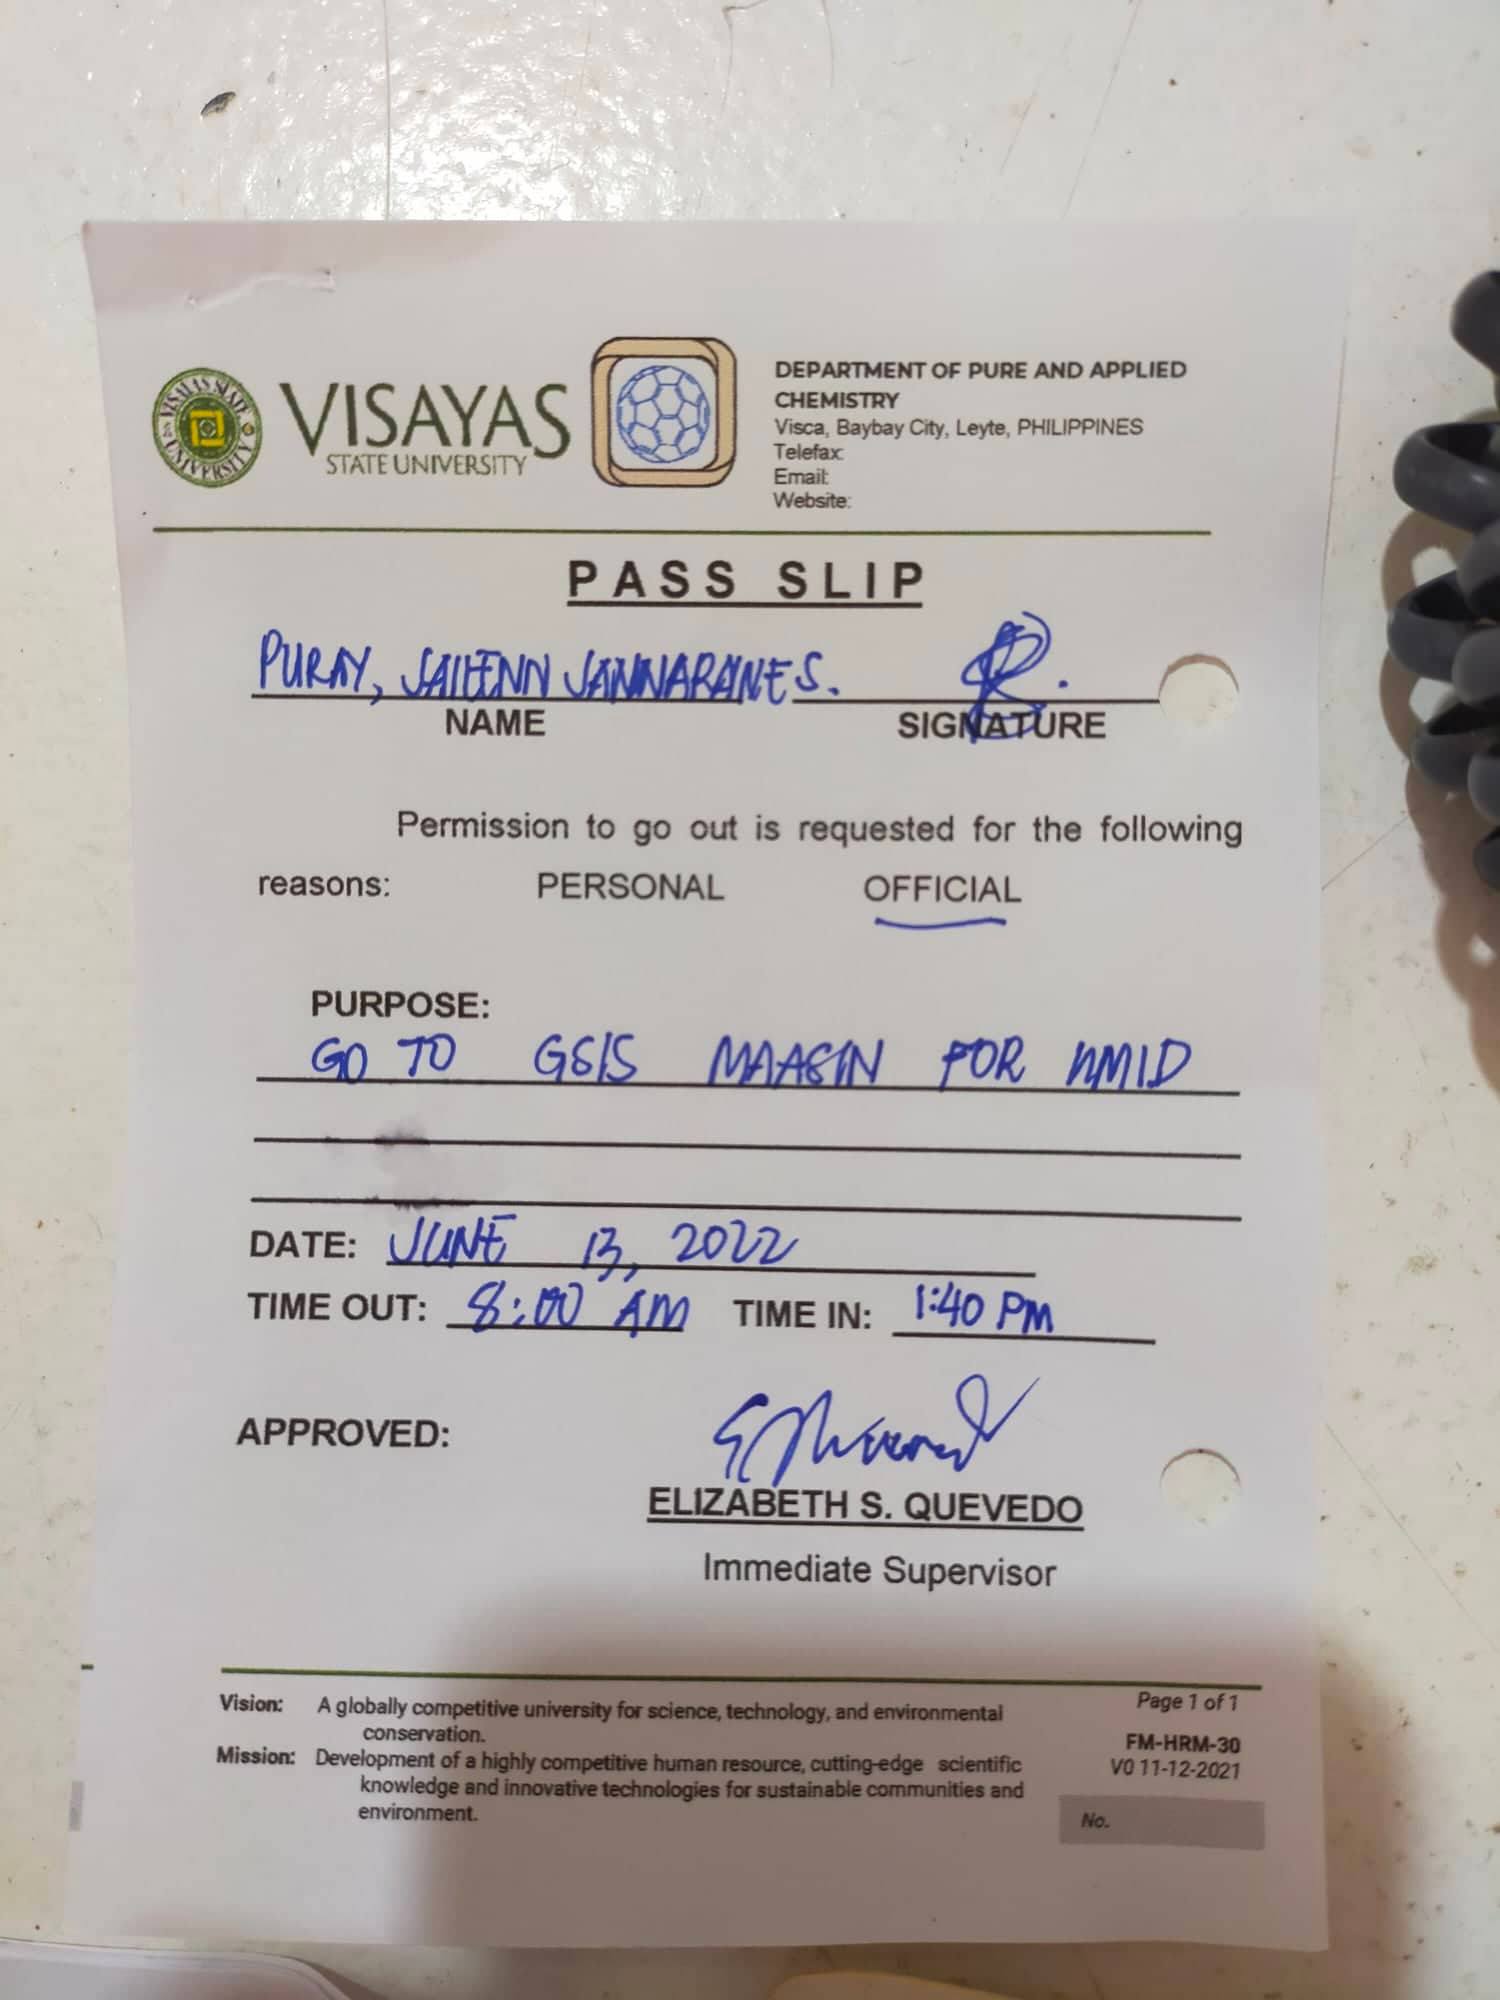 VISAYAS
STATE UNIVERSITY
VISAYAS STATE UNIVERSITY
DEPARTMENT OF PURE AND APPLIED
CHEMISTRY
Visca, Baybay City, Leyte, PHILIPPINES
Telefax:
Email:
Website:
PASS SLIP
PURAY, JANNARANE S.
NAME SIGNATURE
Permission to go out is requested for the following
reasons: PERSONAL OFFICIAL
PURPOSE:
GO TO GSIS MAASIN FOR UMID
DATE: JUNE 13, 2022
TIME OUT: 8:00 AM TIME IN: 1:40 PM
APPROVED:
ELIZABETH S. QUEVEDO
Immediate Supervisor
Vision: A globally competitive university for science, technology, and environmental
conservation.
Mission: Development of a highly competitive human resource, cutting-edge scientific
knowledge and innovative technologies for sustainable communities and
environment.
Page 1 of 1
FM-HRM-30
V0 11-12-2021
No.